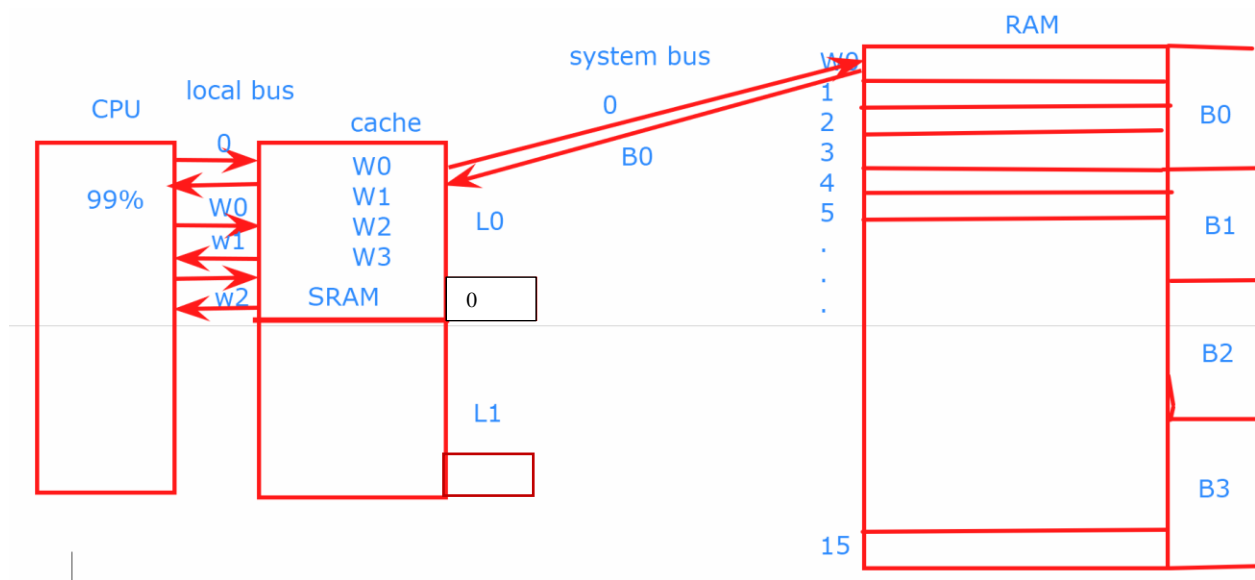 RAM
system bus
local bus
CPU
cache
0
0
B0
99%
W0
w1
w2
W0
W1
W2
W3
SRAM
L0
0
L1
W0
1
2
3
4
5
.
.
.
15
B0
B1
B2
B3